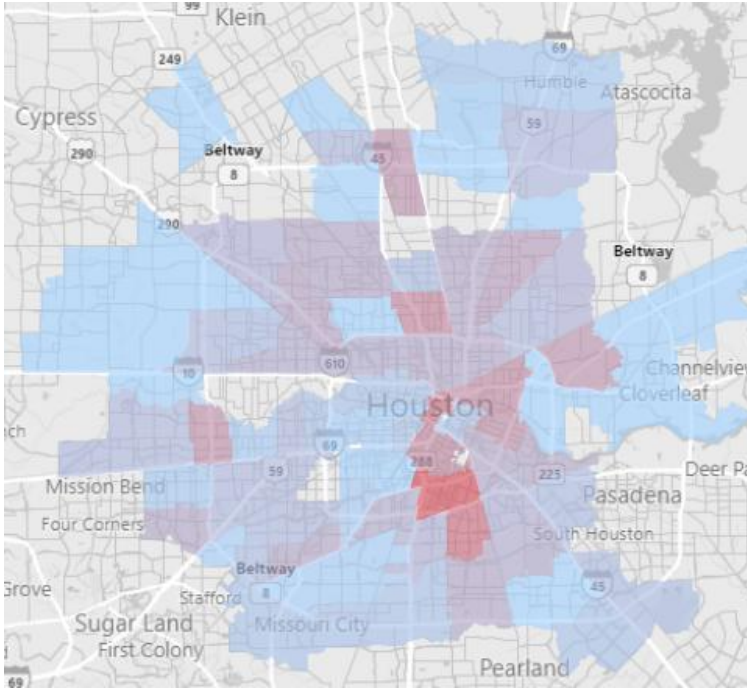 99
Klein
249
69
Humble
Atascocita
Cypress
59
290
Beltway
45
8
290
Beltway
8
610
10
Channelview
Cloverleaf
Houston
69
59
288
225
Deer Pa
Mission Bend
Pasadena
Four Corners
South Houston
Beltway
45
Grove
Stafford
8
Sugar Land
Missouri City
First Colony
Pearland
69